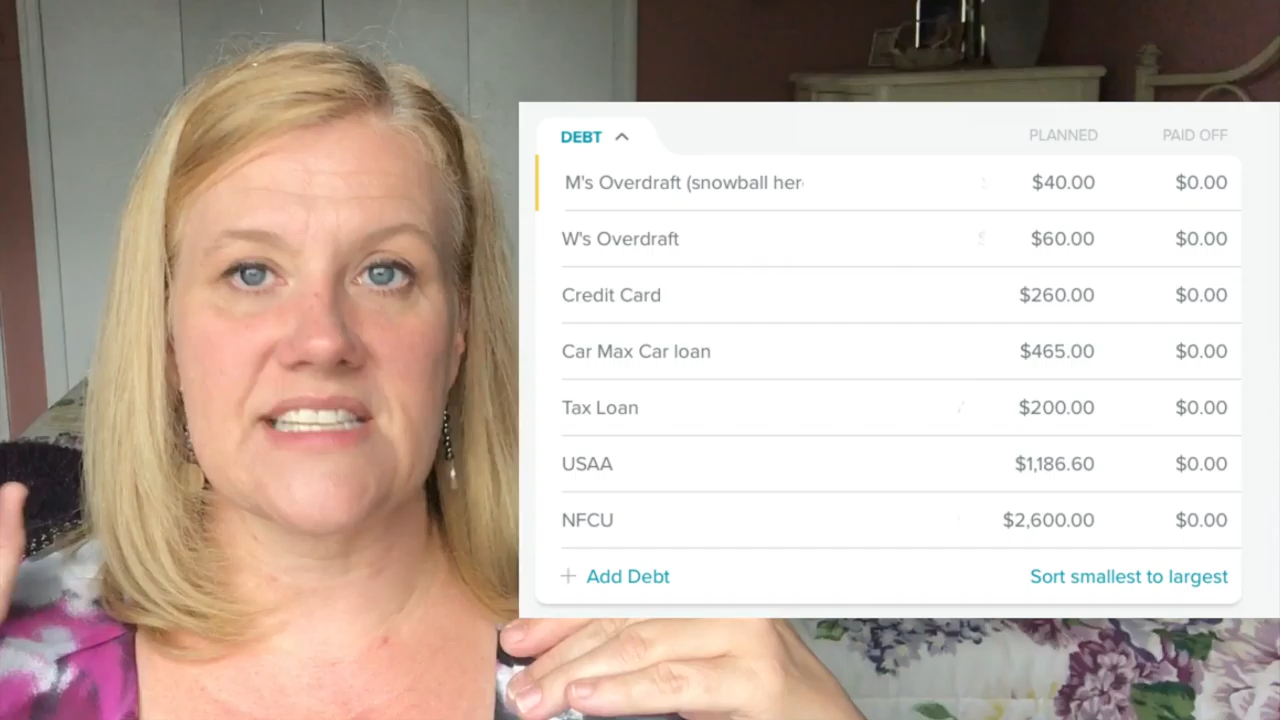 DEBT PLANNED PAID OFF
M's Overdraft (snowball her $40.00 $0.00
W's Overdraft $60.00 $0.00
Credit Card $260.00 $0.00
Car Max Car loan $465.00 $0.00
Tax Loan $200.00 $0.00
USAA $1,186.60 $0.00
NFCU $2,600.00 $0.00
+ Add Debt Sort smallest to largest